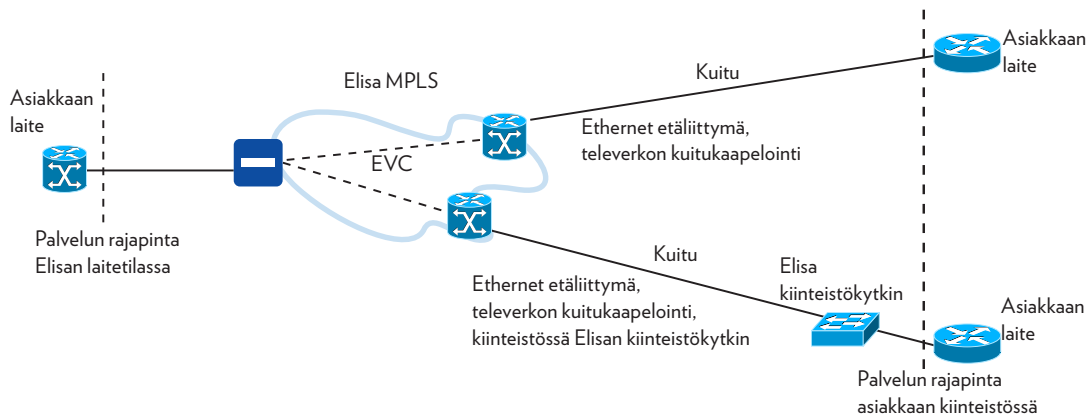 Asiakkaan
laite
Palvelun rajapinta
Elisan laitetilassa
Elisa MPLS
EVC
Kuitu
Ethernet etäliittymä,
televerkon kuitukaapelointi
Asiakkaan
laite
Kuitu
Ethernet etäliittymä,
televerkon kuitukaapelointi,
kiinteistössä Elisan kiinteistökytkin
Elisa
kiinteistökytkin
Asiakkaan
laite
Palvelun rajapinta
asiakkaan kiinteistössä